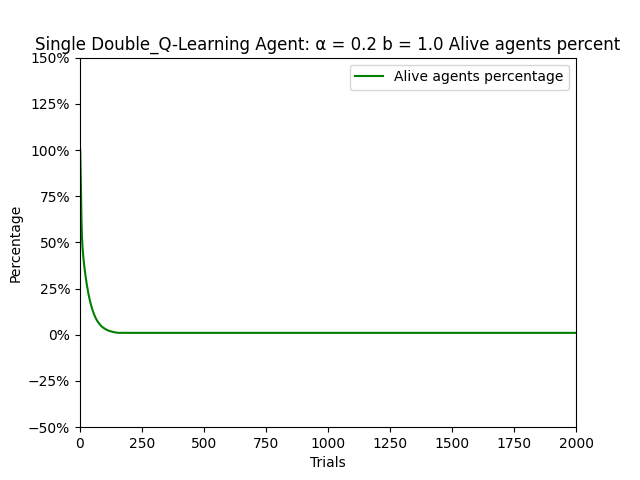 Single Double_Q-Learning Agent: α = 0.2 b = 1.0 Alive agents percent
Alive agents percentage
150%
125%
100%
75%
50%
25%
0%
−25%
−50%
Percentage
0 250 500 750 1000 1250 1500 1750 2000
Trials